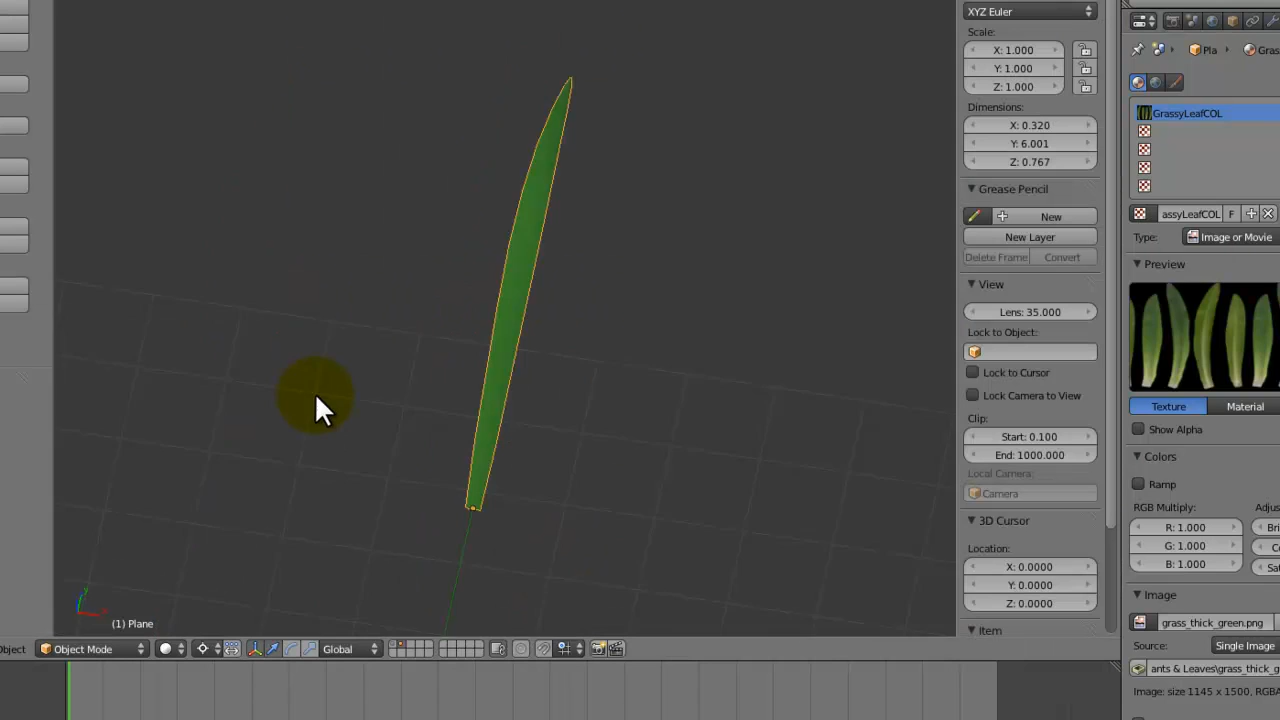 XYZ Euler
Scale:
X: 1.000
Y: 1.000
Z: 1.000
Dimensions:
X: 0.320
Y: 6.001
Z: 0.767
Grease Pencil
New
New Layer
Delete Frame Convert
View
Lens: 35.000
Lock to Object:
Lock to Cursor
Lock Camera to View
Clip:
Start: 0.100
End: 1000.000
Local Camera:
Camera
3D Cursor
Location:
X: 0.0000
Y: 0.0000
Z: 0.0000
Item
Pla Gras
GrassyLeafCOL
assyLeafCOL F
Type: Image or Movie
Preview
Texture Material
Show Alpha
Colors
Ramp
RGB Multiply: Adjus
R: 1.000 Bri
G: 1.000 Co
B: 1.000 Sat
Image
grass_thick_green.png
Source: Single Image
ants & Leaves\grass_thick_g
Image: size 1145 x 1500, RGBA
y
x
(1) Plane
Object Object Mode Global